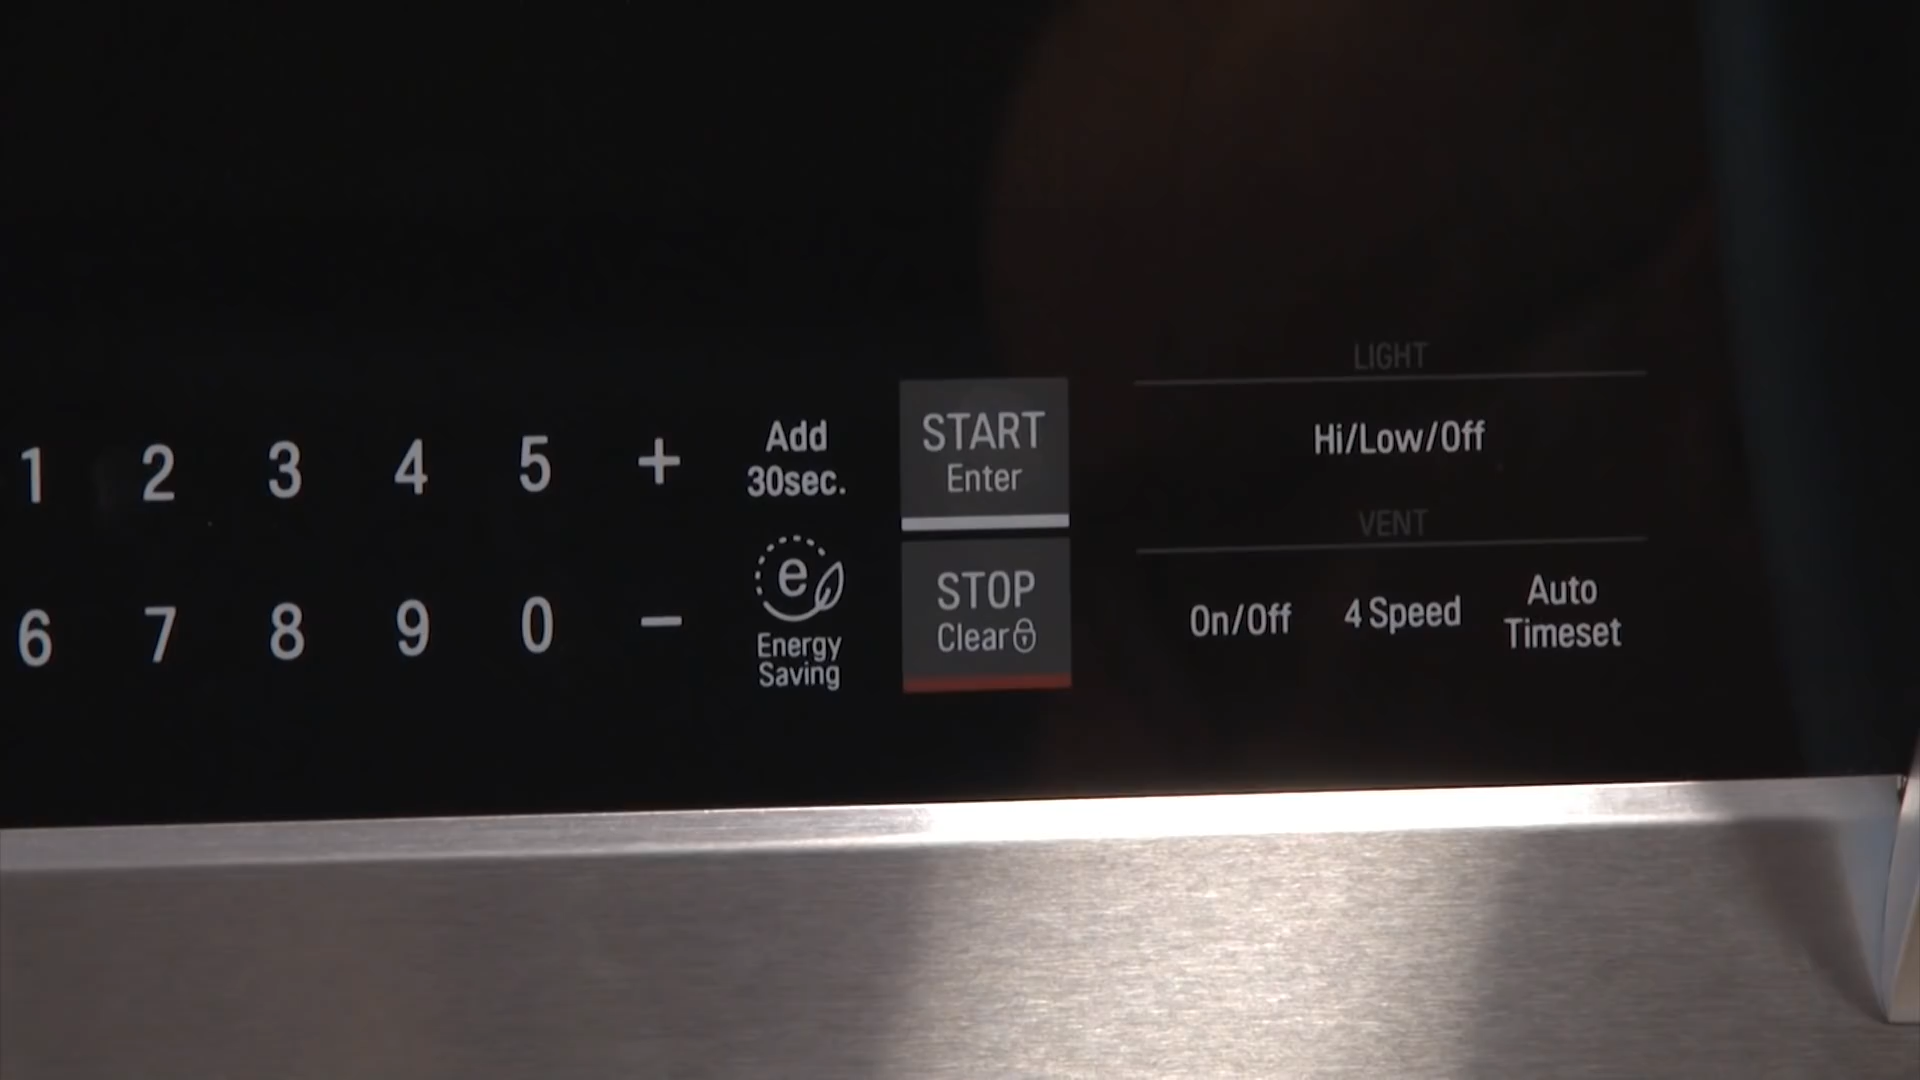 LIGHT
1 2 3 4 5 +
Add
30sec.
START
Enter
Hi/Low/Off
VENT
6 7 8 9 0 −
e
Energy
Saving
STOP
Clear
On/Off
4 Speed
Auto
Timeset